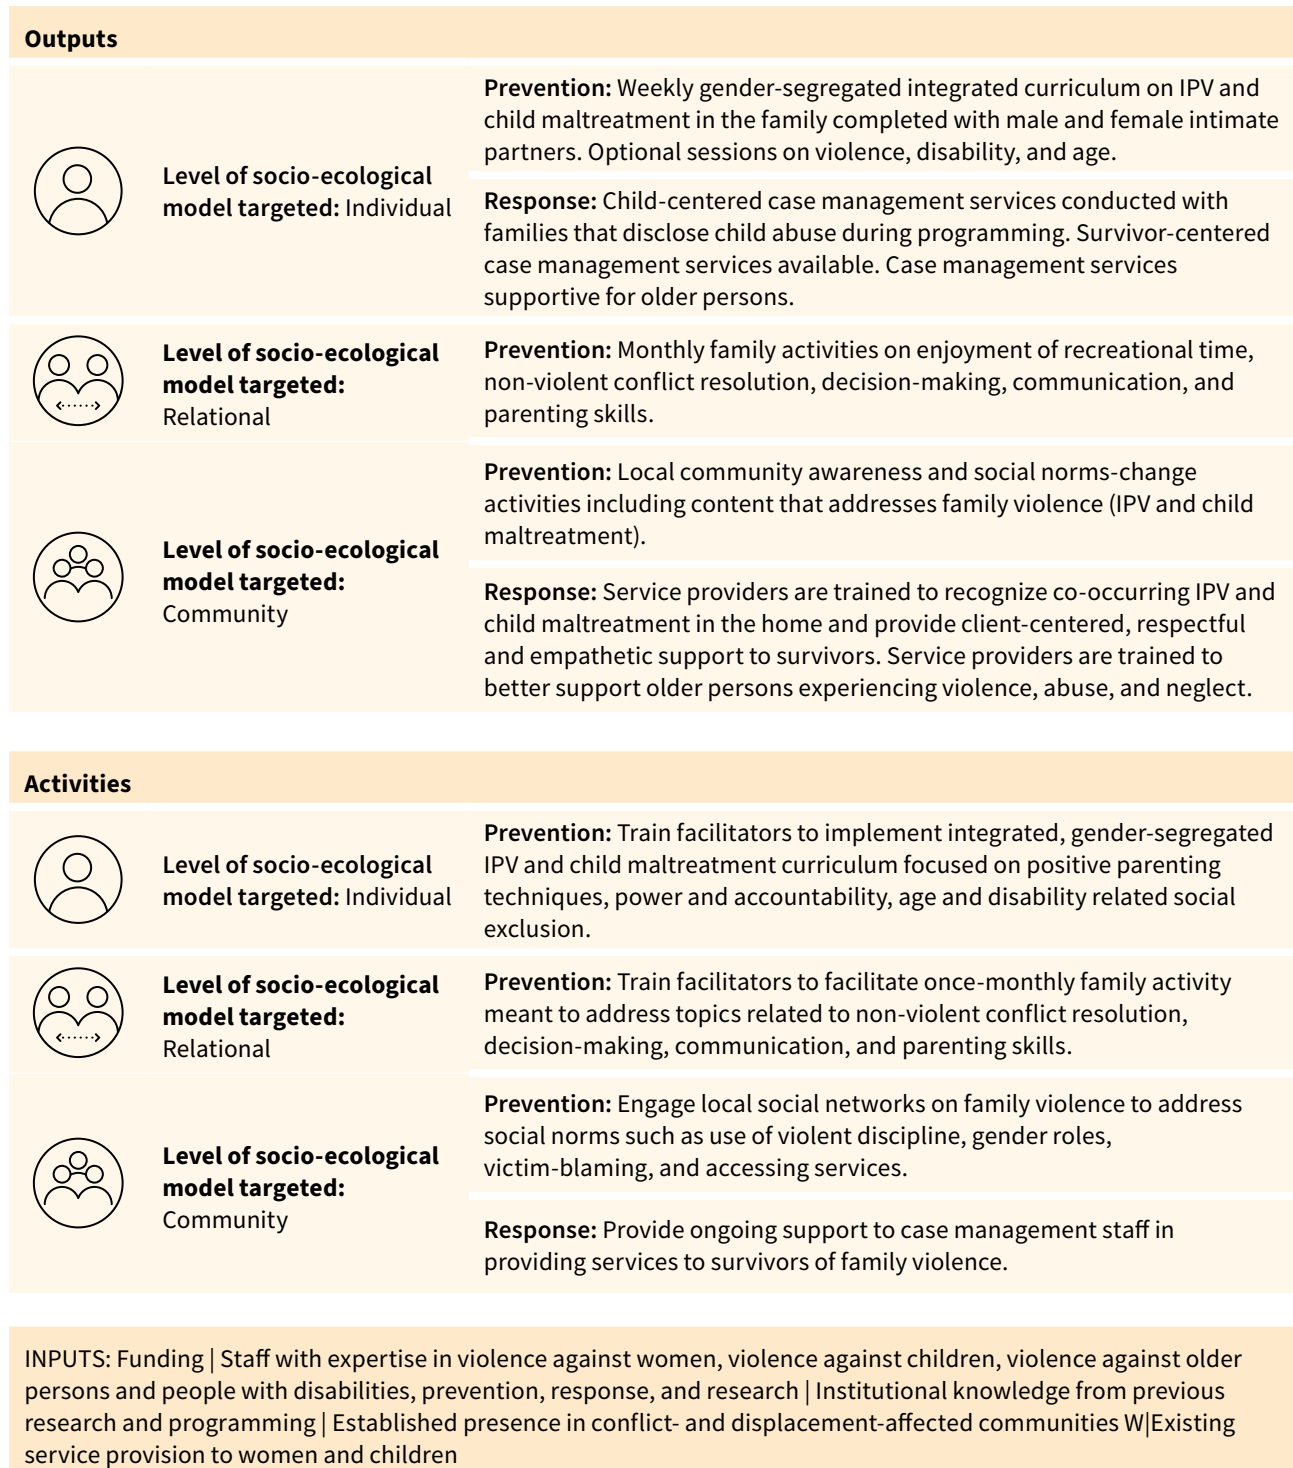 Outputs
Level of socio-ecological
model targeted: Individual
Prevention: Weekly gender-segregated integrated curriculum on IPV and
child maltreatment in the family completed with male and female intimate
partners. Optional sessions on violence, disability, and age.
Response: Child-centered case management services conducted with
families that disclose child abuse during programming. Survivor-centered
case management services available. Case management services
supportive for older persons.
Level of socio-ecological
model targeted:
Relational
Prevention: Monthly family activities on enjoyment of recreational time,
non-violent conflict resolution, decision-making, communication, and
parenting skills.
Level of socio-ecological
model targeted:
Community
Prevention: Local community awareness and social norms-change
activities including content that addresses family violence (IPV and child
maltreatment).
Response: Service providers are trained to recognize co-occurring IPV and
child maltreatment in the home and provide client-centered, respectful
and empathetic support to survivors. Service providers are trained to
better support older persons experiencing violence, abuse, and neglect.
Activities
Level of socio-ecological
model targeted: Individual
Prevention: Train facilitators to implement integrated, gender-segregated
IPV and child maltreatment curriculum focused on positive parenting
techniques, power and accountability, age and disability related social
exclusion.
Level of socio-ecological
model targeted:
Relational
Prevention: Train facilitators to facilitate once-monthly family activity
meant to address topics related to non-violent conflict resolution,
decision-making, communication, and parenting skills.
Level of socio-ecological
model targeted:
Community
Prevention: Engage local social networks on family violence to address
social norms such as use of violent discipline, gender roles,
victim-blaming, and accessing services.
Response: Provide ongoing support to case management staff in
providing services to survivors of family violence.
INPUTS: Funding | Staff with expertise in violence against women, violence against children, violence against older
persons and people with disabilities, prevention, response, and research | Institutional knowledge from previous
research and programming | Established presence in conflict- and displacement-affected communities W|Existing
service provision to women and children